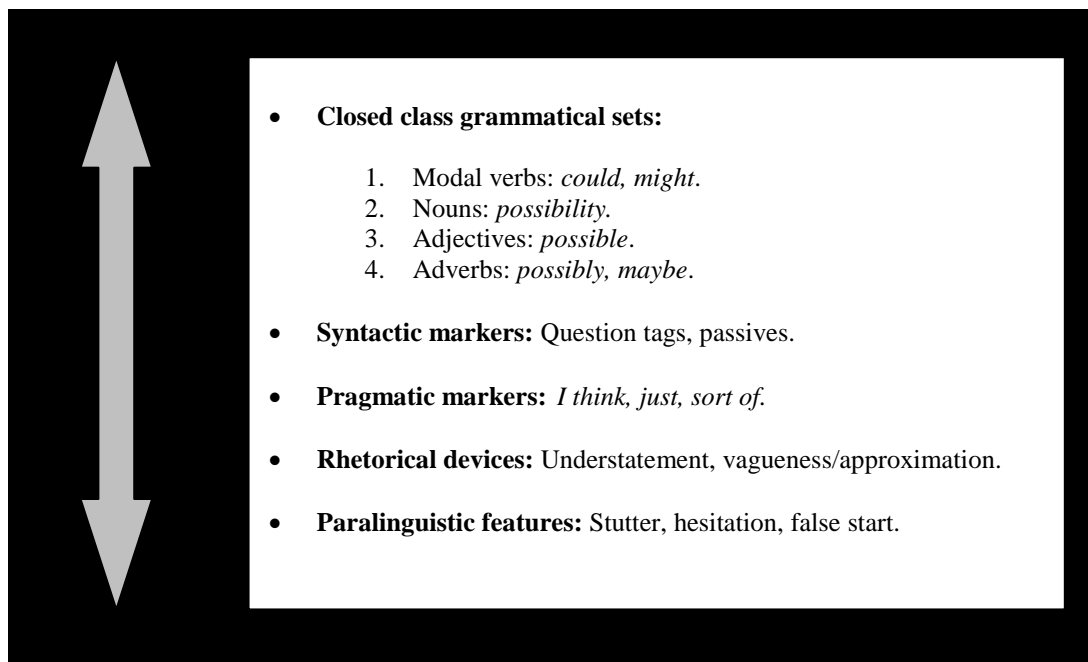 • Closed class grammatical sets:
1. Modal verbs: could, might.
2. Nouns: possibility.
3. Adjectives: possible.
4. Adverbs: possibly, maybe.
• Syntactic markers: Question tags, passives.
• Pragmatic markers: I think, just, sort of.
• Rhetorical devices: Understatement, vagueness/approximation.
• Paralinguistic features: Stutter, hesitation, false start.